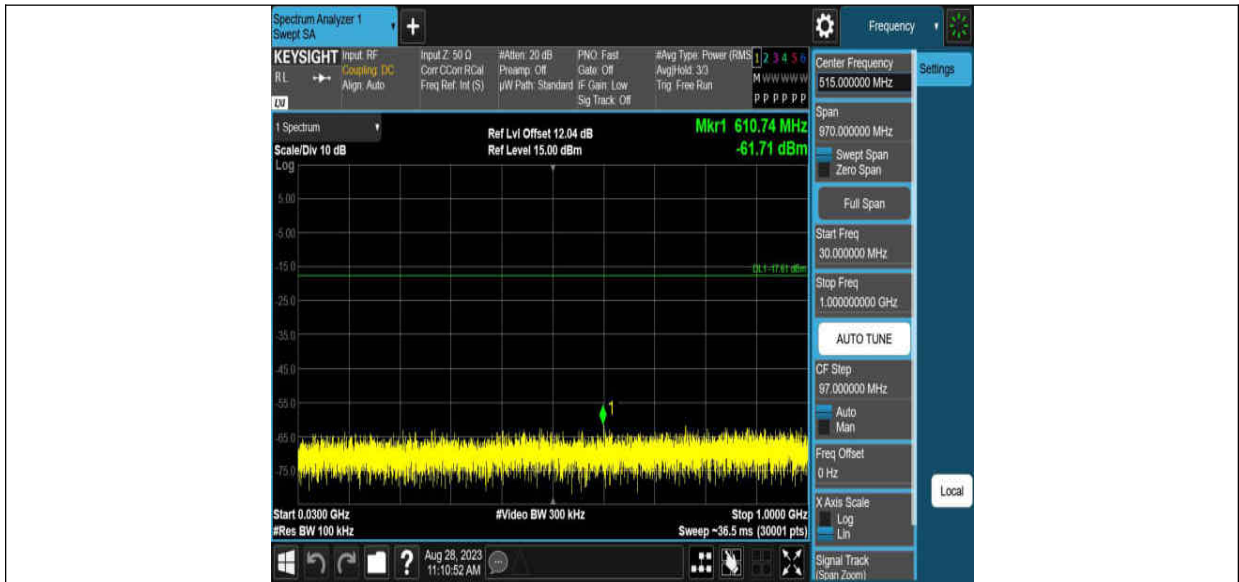 Spectrum Analyzer 1
Swept SA
+
Frequency
KEYSIGHT
RL
LXI
Input: RF
Coupling: DC
Align: Auto
Input Z: 50 Ω
Corr CCorr RCal
Freq Ref: Int (S)
#Atten: 20 dB
Preamp: Off
µW Path: Standard
PNO: Fast
Gate: Off
IF Gain: Low
Sig Track: Off
#Avg Type: Power (RMS
Avg|Hold: 3/3
Trig: Free Run
1 2 3 4 5 6
M W W W W W
P P P P P P
Center Frequency
515.000000 MHz
Settings
1 Spectrum
Scale/Div 10 dB
Log
Ref Lvl Offset 12.04 dB
Ref Level 15.00 dBm
Mkr1 610.74 MHz
-61.71 dBm
Span
970.000000 MHz
Swept Span
Zero Span
Full Span
Start Freq
30.000000 MHz
Stop Freq
1.000000000 GHz
AUTO TUNE
CF Step
97.000000 MHz
Auto
Man
Freq Offset
0 Hz
X Axis Scale
Log
Lin
Signal Track
(Span Zoom)
Local
5.00
-5.00
-15.0
DL1 -17.61 dBm
-25.0
-35.0
-45.0
-55.0
1
-65.0
-75.0
Start 0.0300 GHz
#Res BW 100 kHz
#Video BW 300 kHz
Stop 1.0000 GHz
Sweep ~36.5 ms (30001 pts)
?
Aug 28, 2023
11:10:52 AM